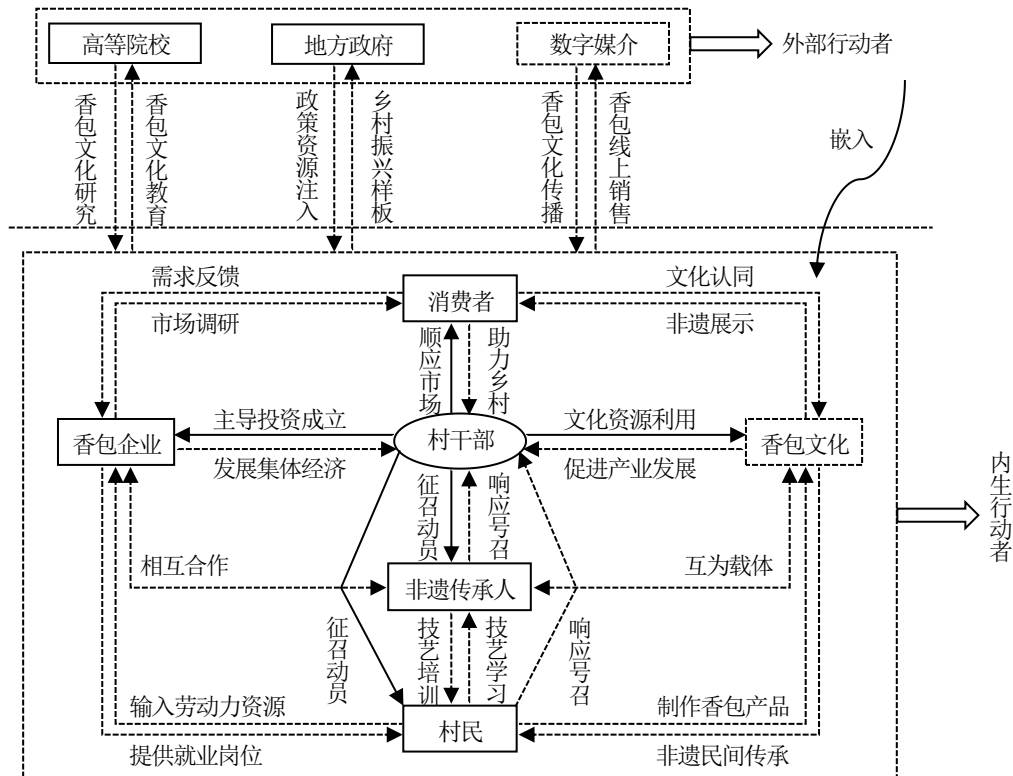 高等院校
地方政府
数字媒介
外部行动者
香包文化研究
香包文化教育
政策资源注入
乡村振兴样板
香包文化传播
香包线上销售
嵌入
需求反馈
消费者
文化认同
市场调研
非遗展示
顺应市场
助力乡村
香包企业
主导投资成立
村干部
文化资源利用
香包文化
发展集体经济
促进产业发展
内生行动者
征召动员
响应号召
相互合作
非遗传承人
互为载体
征召动员
技艺培训
技艺学习
响应号召
输入劳动力资源
村民
制作香包产品
提供就业岗位
非遗民间传承